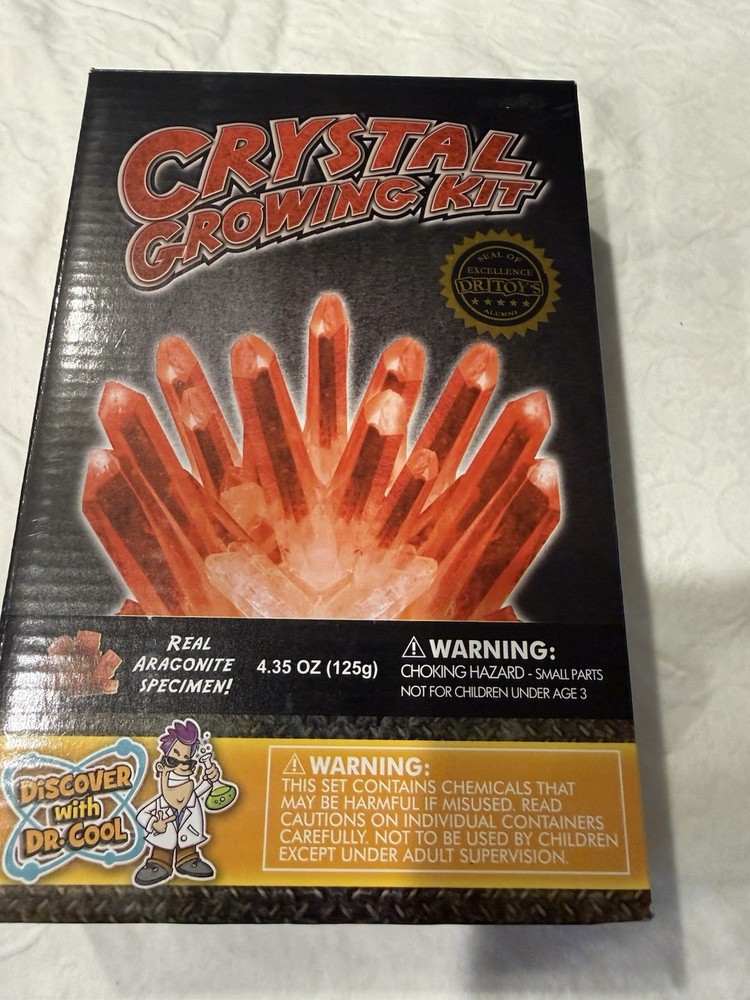 CRYSTAL
GROWING KIT
SEAL OF
EXCELLENCE
DR TOY'S
ALUMNI
REAL
ARAGONITE
SPECIMEN!
4.35 OZ (125g)
WARNING:
CHOKING HAZARD - SMALL PARTS
NOT FOR CHILDREN UNDER AGE 3
DISCOVER
with
DR. COOL
WARNING:
THIS SET CONTAINS CHEMICALS THAT
MAY BE HARMFUL IF MISUSED. READ
CAUTIONS ON INDIVIDUAL CONTAINERS
CAREFULLY. NOT TO BE USED BY CHILDREN
EXCEPT UNDER ADULT SUPERVISION.